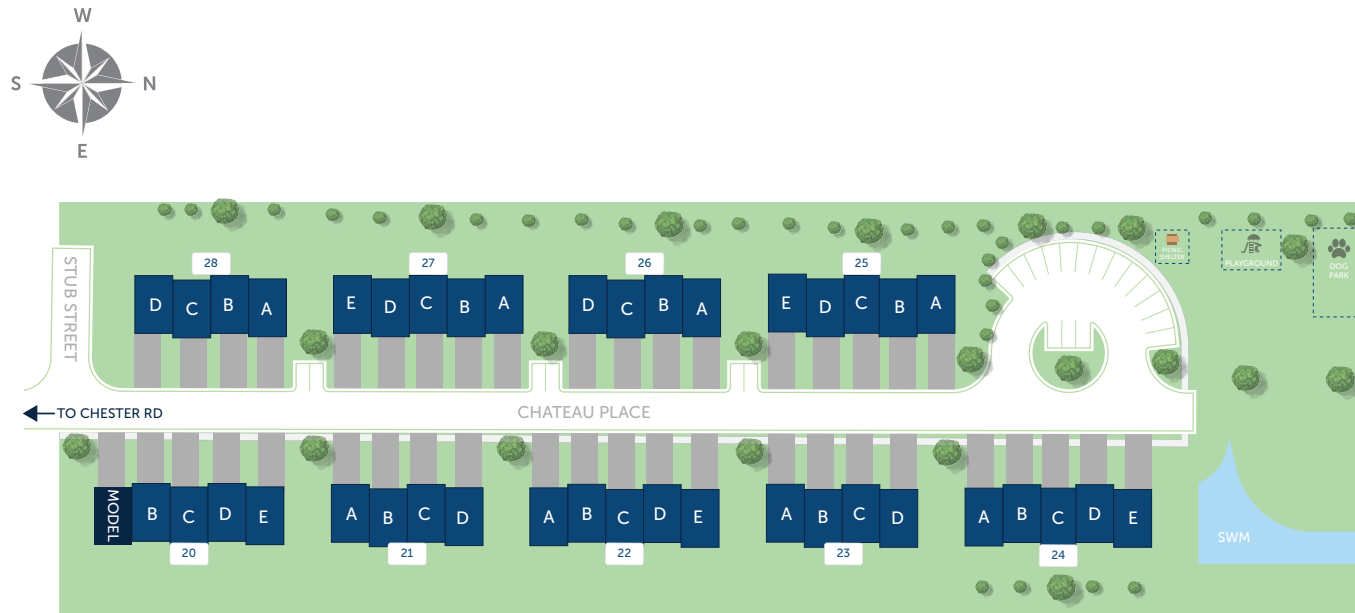 W
S N
E
28 27 26 25
D C B A
E D C B A
D C B A
E D C B A
PICNIC
SHELTER
PLAYGROUND
DOG
PARK
STUB STREET
TO CHESTER RD
CHATEAU PLACE
MODEL B C D E
A B C D
A B C D E
A B C D
A B C D E
20 21 22 23 24
SWM